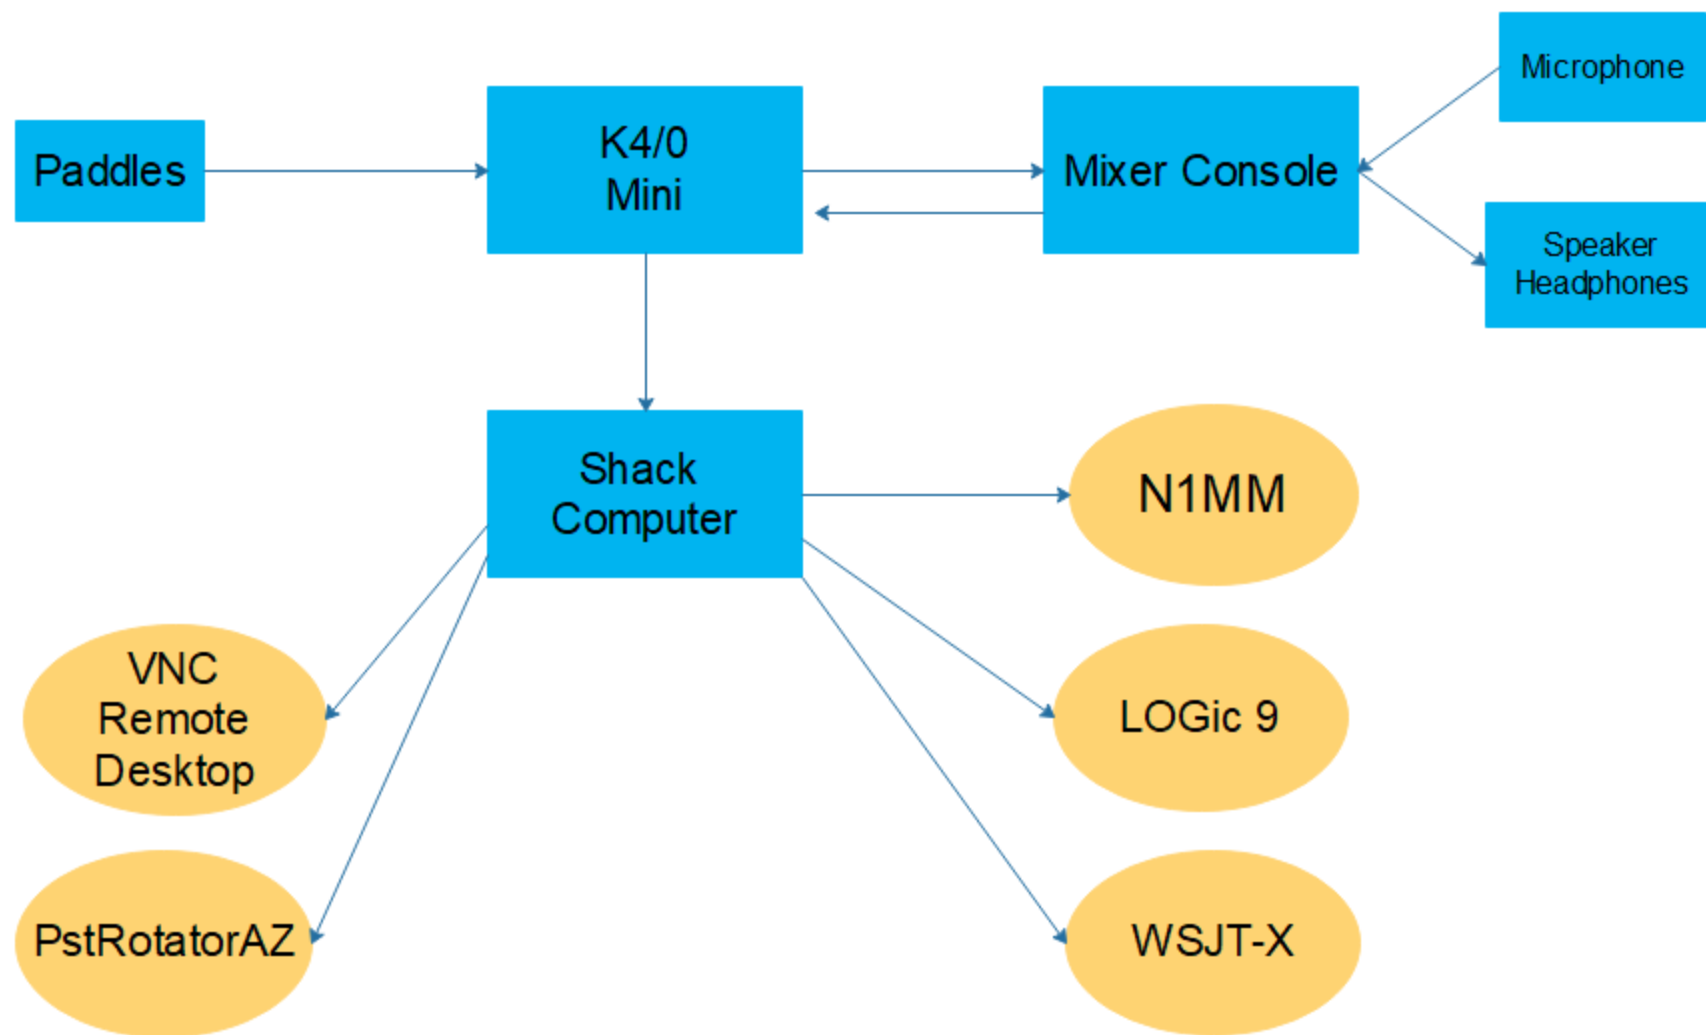 Microphone
Paddles
K4/0
Mini
Mixer Console
Speaker
Headphones
Shack
Computer
N1MM
VNC
Remote
Desktop
LOGic 9
PstRotatorAZ
WSJT-X